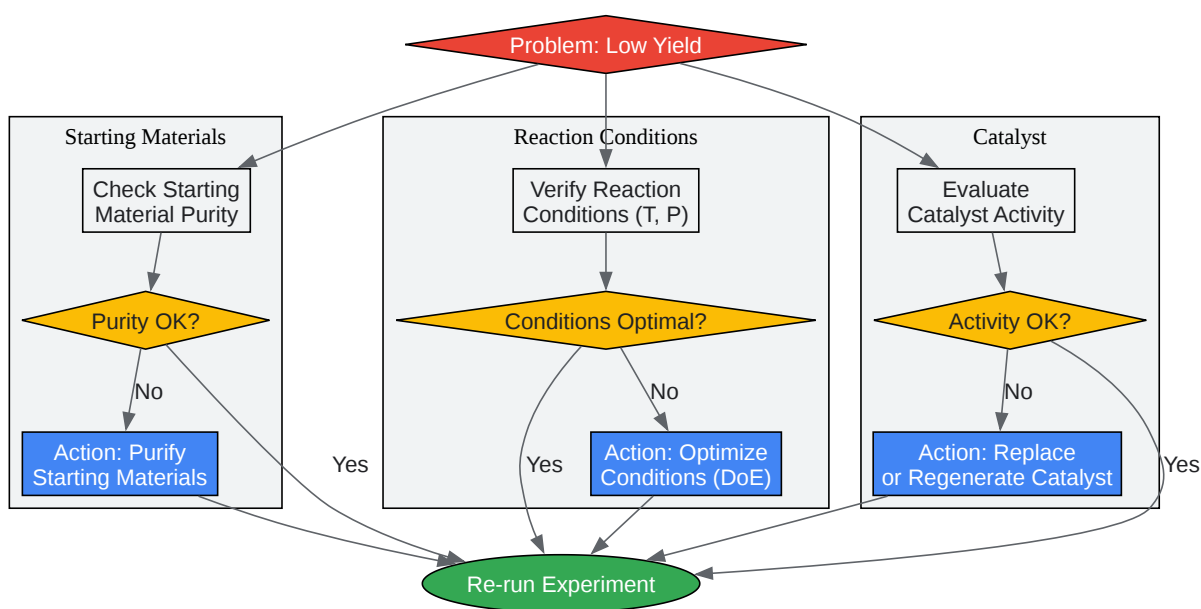 Problem: Low Yield
Starting Materials
Reaction Conditions
Catalyst
Check Starting
Material Purity
Verify Reaction
Conditions (T, P)
Evaluate
Catalyst Activity
Purity OK?
Conditions Optimal?
Activity OK?
No
No
No
Action: Purify
Starting Materials
Yes
Yes
Action: Optimize
Conditions (DoE)
Action: Replace
or Regenerate Catalyst
Yes
Re-run Experiment